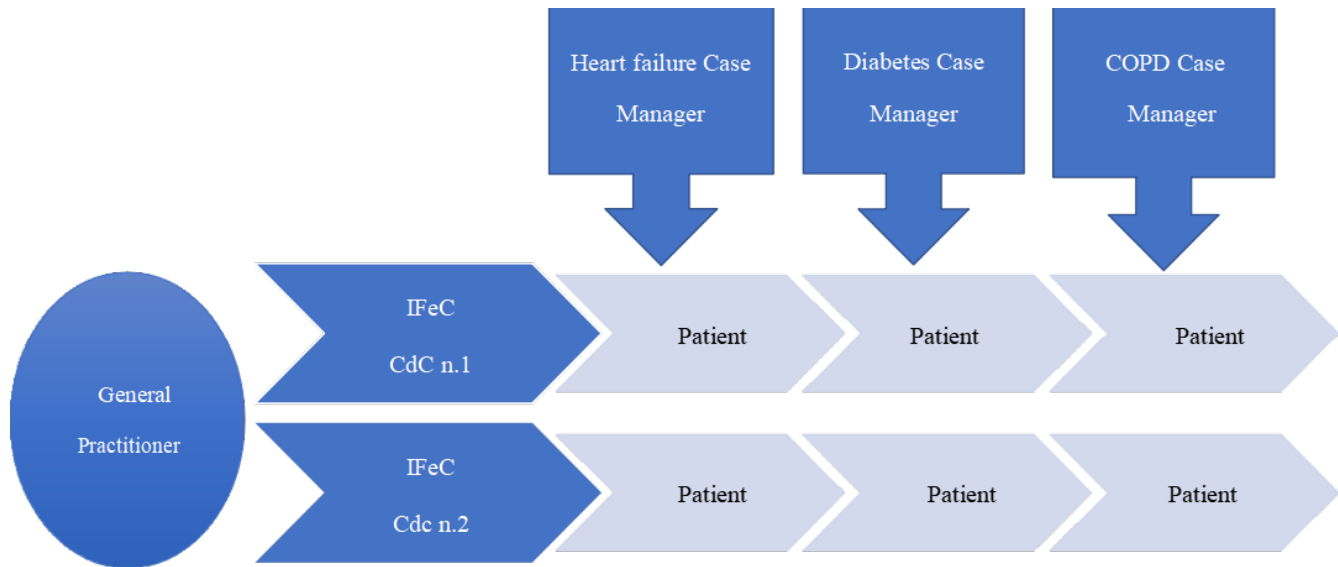 Heart failure Case
Manager
Diabetes Case
Manager
COPD Case
Manager
General
Practitioner
IFeC
CdC n.1
Patient
Patient
Patient
IFeC
Cdc n.2
Patient
Patient
Patient